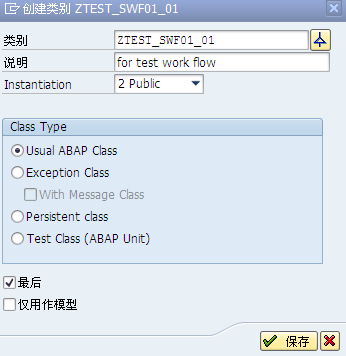 创建类别 ZTEST_SWF01_01
类别 ZTEST_SWF01_01
说明 for test work flow
Instantiation 2 Public
Class Type
Usual ABAP Class
Exception Class
With Message Class
Persistent class
Test Class (ABAP Unit)
最后
仅用作模型
保存